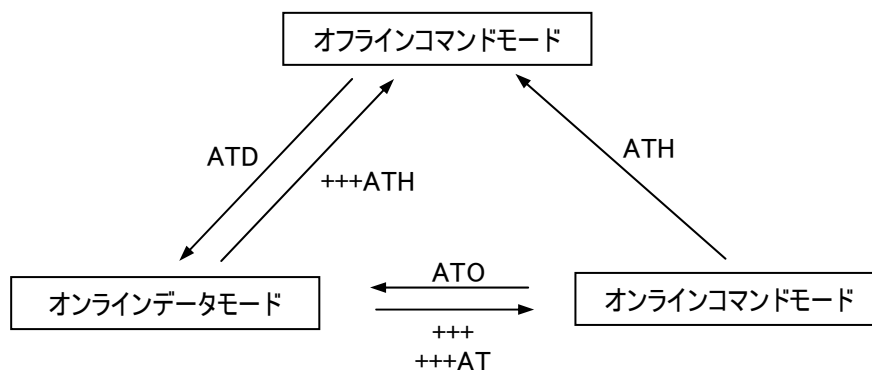 オフラインコマンドモード
ATD
+++ATH
ATH
オンラインデータモード
ATO
+++
+++AT
オンラインコマンドモード